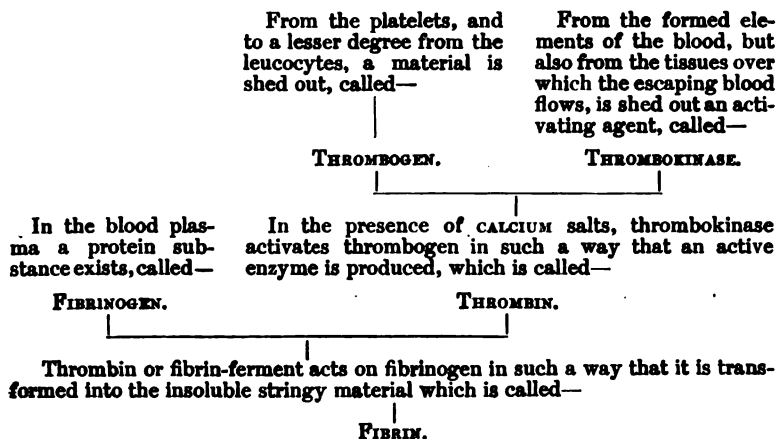 From the platelets, and
to a lesser degree from the
leucocytes, a material is
shed out, called—
From the formed ele-
ments of the blood, but
also from the tissues over
which the escaping blood
flows, is shed out an acti-
vating agent, called—
THROMBOGEN.
THROMBOKINASE.
In the blood plas-
ma a protein sub-
stance exists, called—
In the presence of CALCIUM salts, thrombokinase
activates thrombogen in such a way that an active
enzyme is produced, which is called—
FIBRINOGEN.
THROMBIN.
Thrombin or fibrin-ferment acts on fibrinogen in such a way that it is trans-
formed into the insoluble stringy material which is called—
FIBRIN.